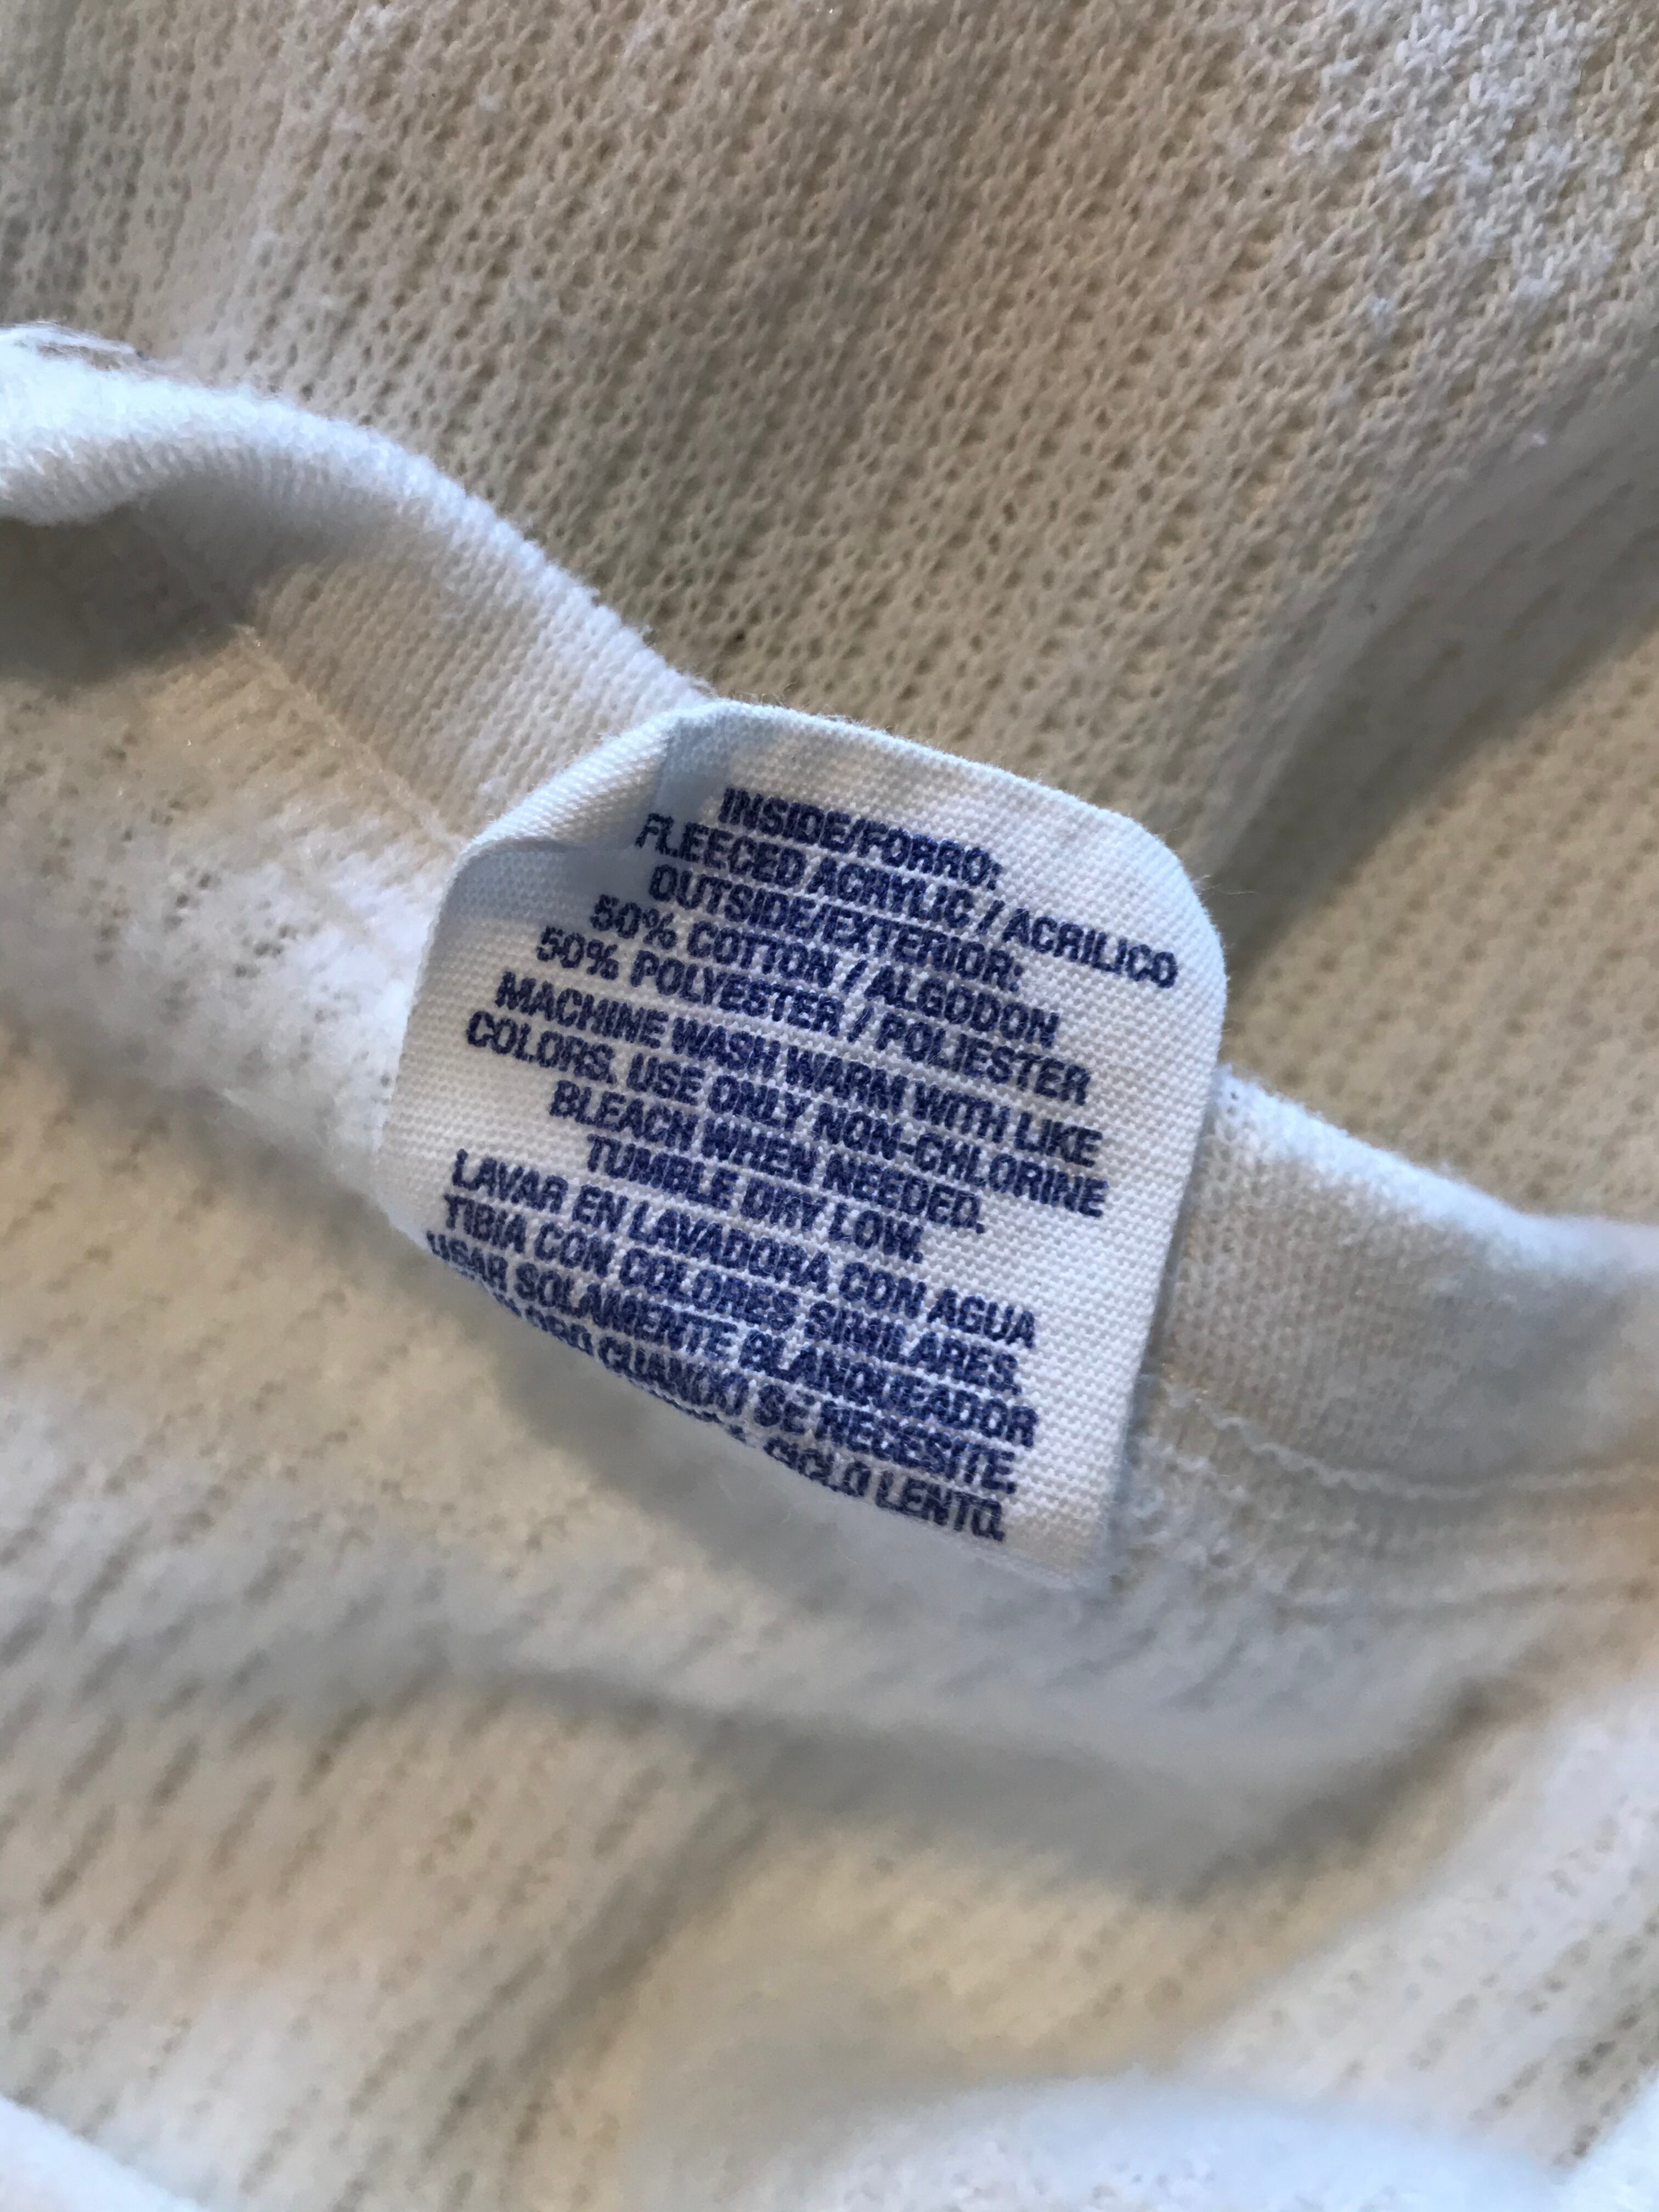 INSIDE/FORRO:
FLEECED ACRYLIC / ACRILICO
OUTSIDE/EXTERIOR:
50% COTTON / ALGODON
50% POLYESTER / POLIESTER
MACHINE WASH WARM WITH LIKE
COLORS. USE ONLY NON-CHLORINE
BLEACH WHEN NEEDED.
TUMBLE DRY LOW.
LAVAR EN LAVADORA CON AGUA
TIBIA CON COLORES SIMILARES.
USAR SOLAMENTE BLANQUEADOR
CUANDO SE NECESITE.
CICLO LENTO.